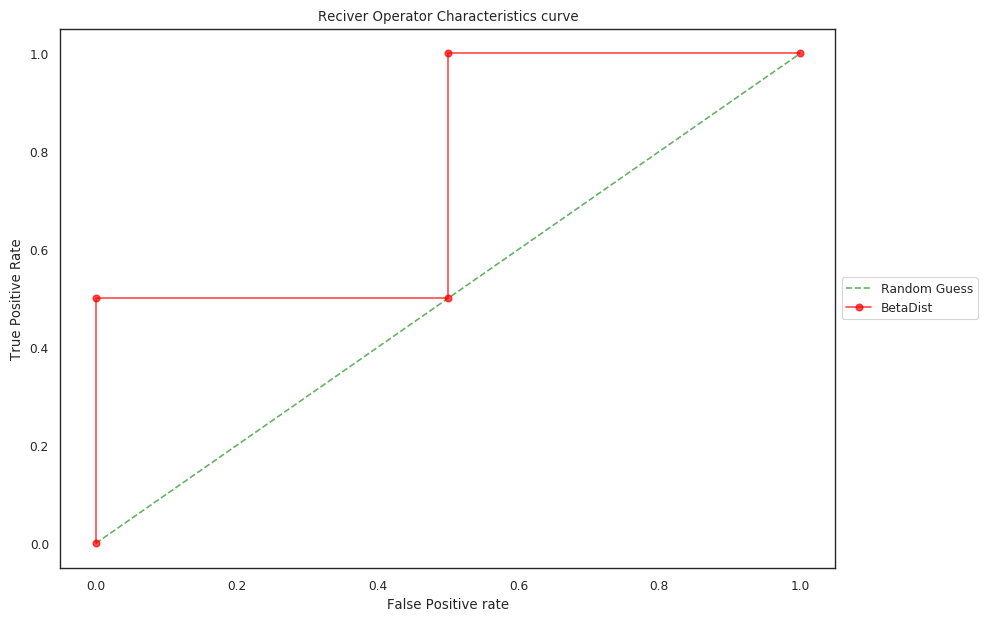 Reciver Operator Characteristics curve
True Positive Rate
1.0
0.8
0.6
0.4
0.2
0.0
0.0 0.2 0.4 0.6 0.8 1.0
False Positive rate
Random Guess
BetaDist